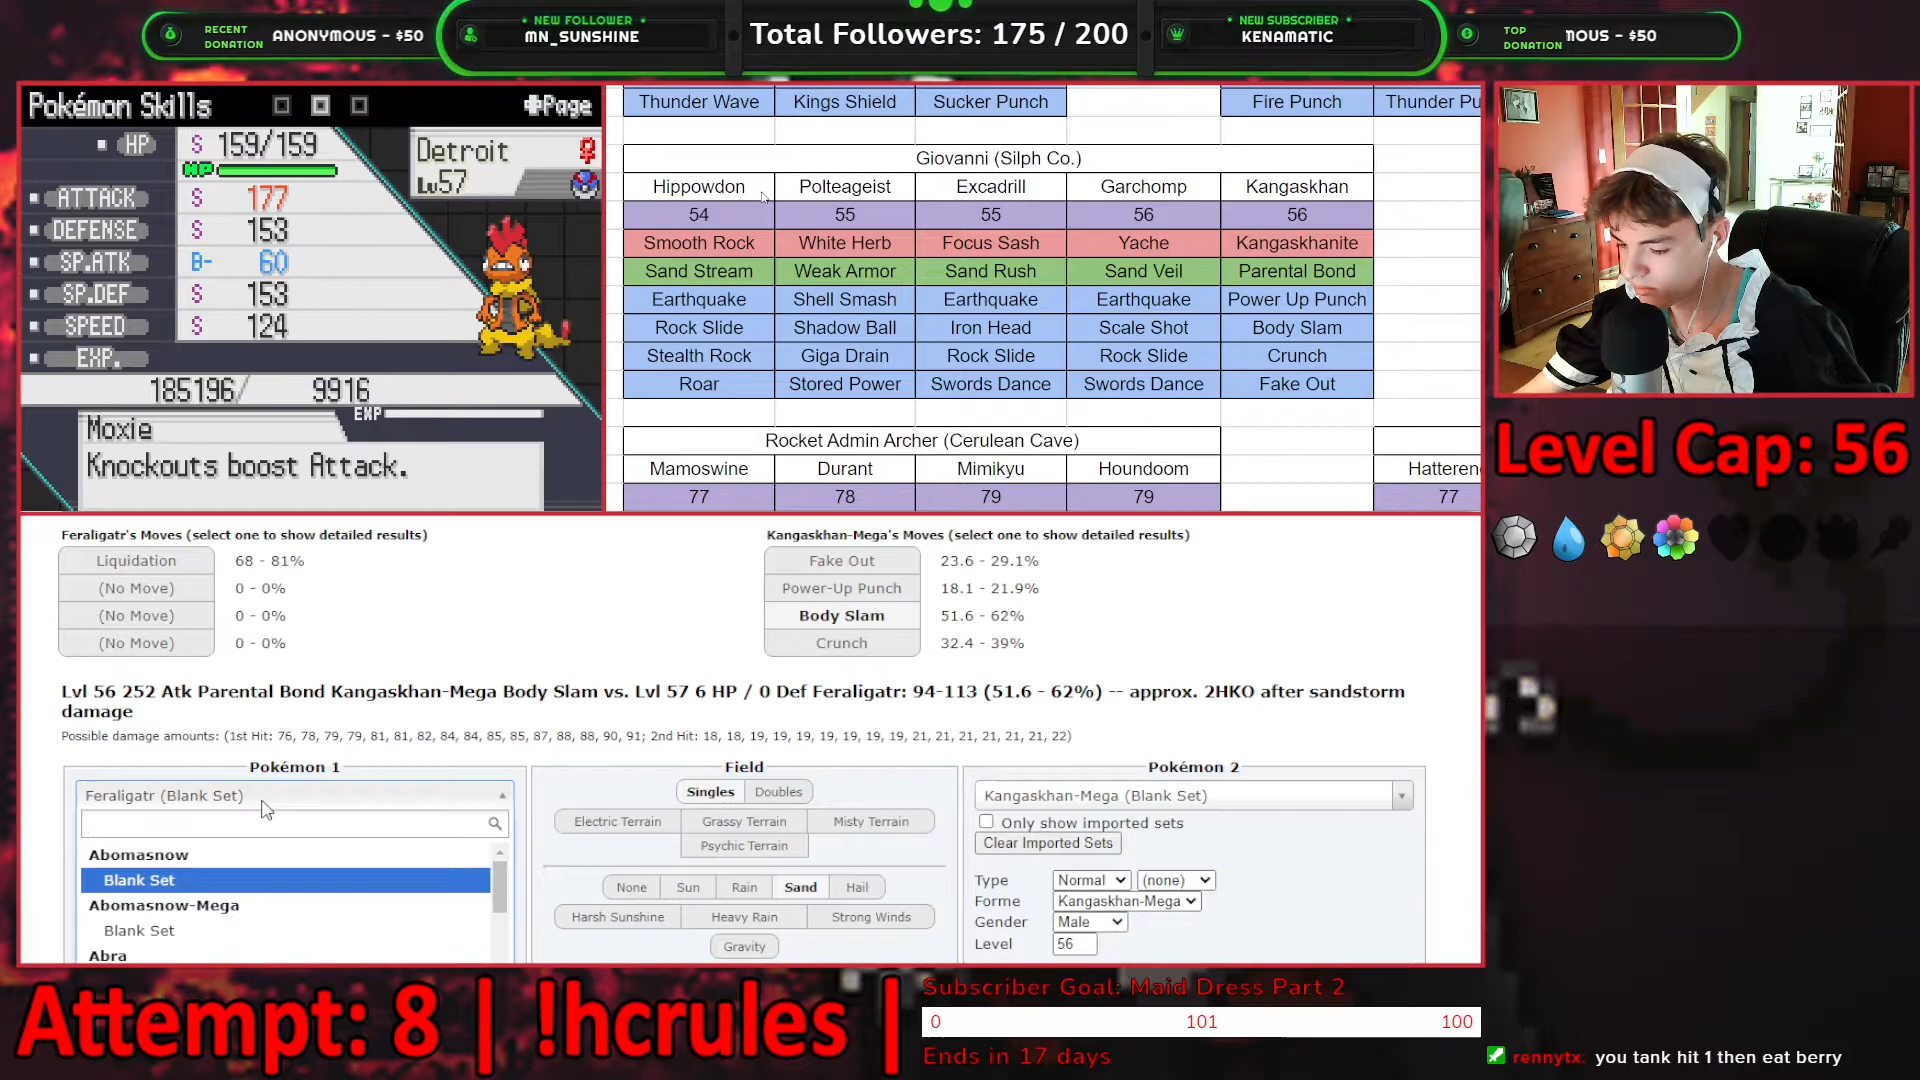 RECENT DONATION ANONYMOUS - $50
• NEW FOLLOWER •
MN_SUNSHINE
Total Followers: 175 / 200
• NEW SUBSCRIBER •
KENAMATIC
TOP DONATION MOUS - $50
Pokémon Skills Page
HP S 159/159
HP
Detroit ♀
Lv57
ATTACK S 177
DEFENSE S 153
SP.ATK B- 60
SP.DEF S 153
SPEED S 124
EXP.
185196/ 9916
EXP
Moxie
Knockouts boost Attack.
Thunder Wave Kings Shield Sucker Punch Fire Punch Thunder Pu
Giovanni (Silph Co.)
Hippowdon Polteageist Excadrill Garchomp Kangaskhan
54 55 55 56 56
Smooth Rock White Herb Focus Sash Yache Kangaskhanite
Sand Stream Weak Armor Sand Rush Sand Veil Parental Bond
Earthquake Shell Smash Earthquake Earthquake Power Up Punch
Rock Slide Shadow Ball Iron Head Scale Shot Body Slam
Stealth Rock Giga Drain Rock Slide Rock Slide Crunch
Roar Stored Power Swords Dance Swords Dance Fake Out
Rocket Admin Archer (Cerulean Cave)
Mamoswine Durant Mimikyu Houndoom Hatteren
77 78 79 79 77
Level Cap: 56
Feraligatr's Moves (select one to show detailed results)
Liquidation 68 - 81%
(No Move) 0 - 0%
(No Move) 0 - 0%
(No Move) 0 - 0%
Kangaskhan-Mega's Moves (select one to show detailed results)
Fake Out 23.6 - 29.1%
Power-Up Punch 18.1 - 21.9%
Body Slam 51.6 - 62%
Crunch 32.4 - 39%
Lvl 56 252 Atk Parental Bond Kangaskhan-Mega Body Slam vs. Lvl 57 6 HP / 0 Def Feraligatr: 94-113 (51.6 - 62%) -- approx. 2HKO after sandstorm
damage
Possible damage amounts: (1st Hit: 76, 78, 79, 79, 81, 81, 82, 84, 84, 85, 85, 87, 88, 88, 90, 91; 2nd Hit: 18, 18, 19, 19, 19, 19, 19, 19, 19, 21, 21, 21, 21, 21, 21, 22)
Pokémon 1
Feraligatr (Blank Set)
Abomasnow
Blank Set
Abomasnow-Mega
Blank Set
Abra
Field
Singles Doubles
Electric Terrain Grassy Terrain Misty Terrain
Psychic Terrain
None Sun Rain Sand Hail
Harsh Sunshine Heavy Rain Strong Winds
Gravity
Pokémon 2
Kangaskhan-Mega (Blank Set)
Only show imported sets
Clear Imported Sets
Type Normal (none)
Forme Kangaskhan-Mega
Gender Male
Level 56
Attempt: 8 | !hcrules |
Subscriber Goal: Maid Dress Part 2
0 101 100
Ends in 17 days
rennytx: you tank hit 1 then eat berry